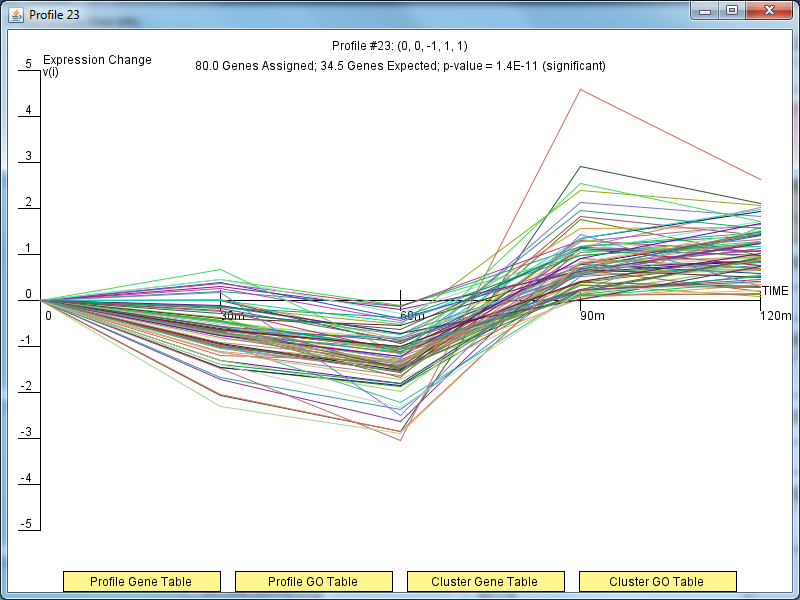 Profile 23
Profile #23: (0, 0, -1, 1, 1)
80.0 Genes Assigned; 34.5 Genes Expected; p-value = 1.4E-11 (significant)
Expression Change
v(i)
5
4
3
2
1
0
-1
-2
-3
-4
-5
0
30m
60m
90m
120m
TIME
Profile Gene Table
Profile GO Table
Cluster Gene Table
Cluster GO Table